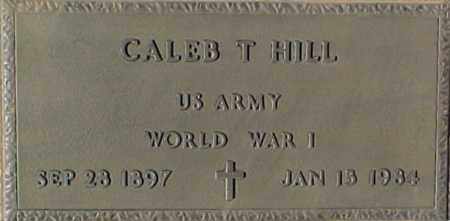 CALEB T HILL
US ARMY
WORLD WAR I
SEP 28 1897 JAN 15 1984